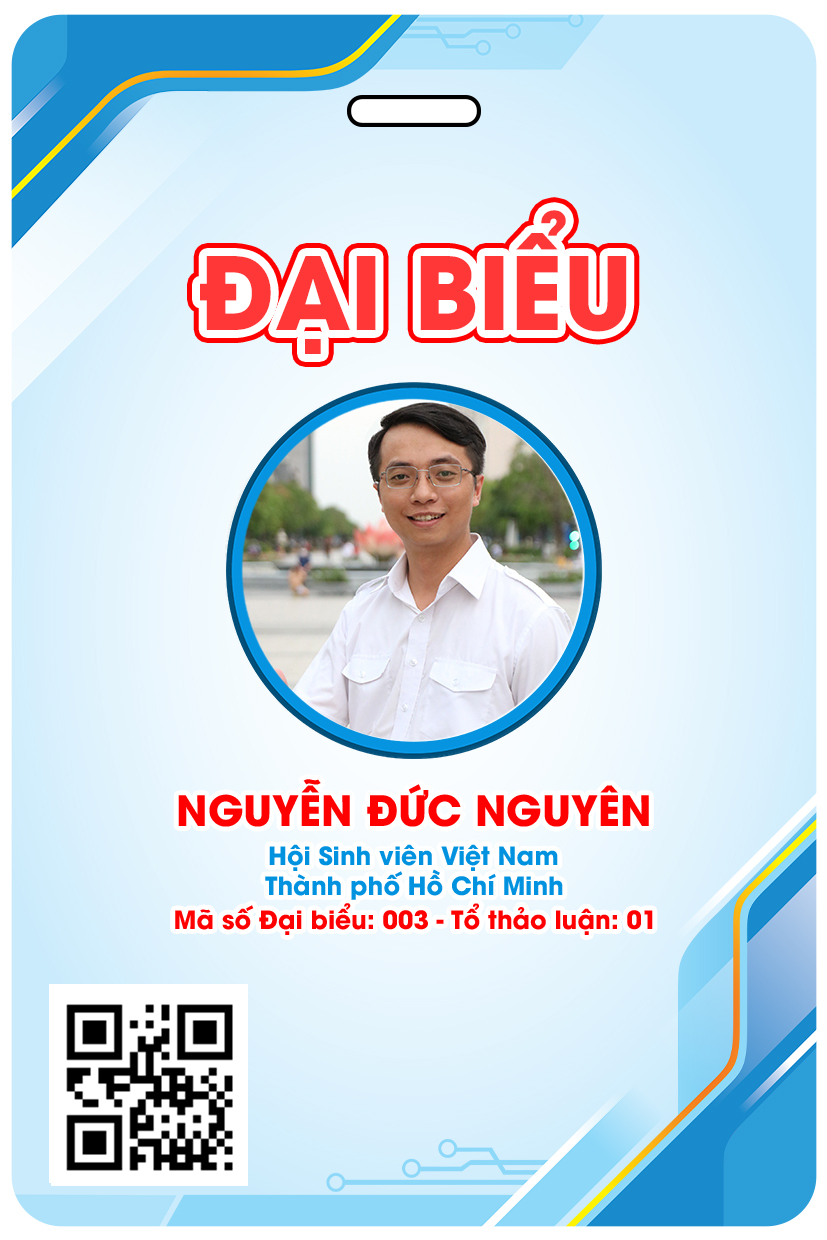 ĐẠI BIỂU
NGUYỄN ĐỨC NGUYÊN
Hội Sinh viên Việt Nam
Thành phố Hồ Chí Minh
Mã số Đại biểu: 003 - Tổ thảo luận: 01